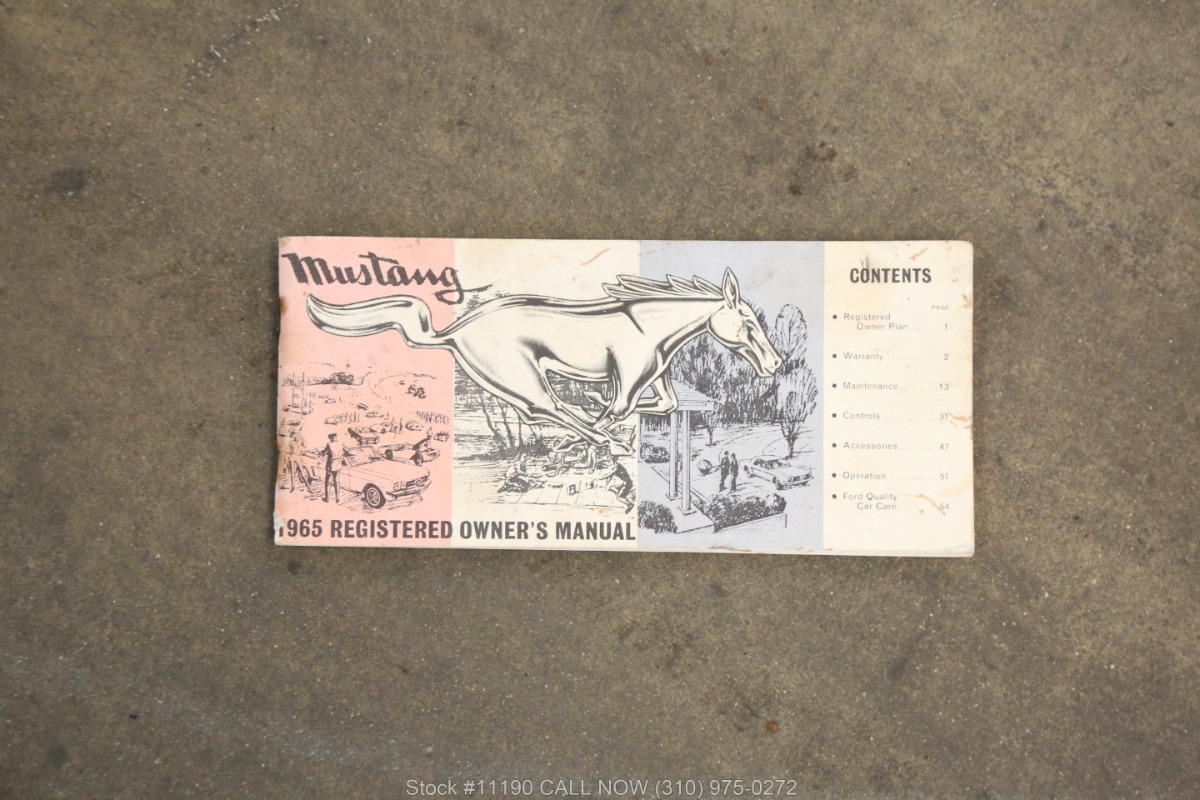 Mustang
1965 REGISTERED OWNER'S MANUAL
CONTENTS
PAGE
• Registered
Owner Plan........ 1
• Warranty............ 2
• Maintenance......... 13
• Controls............ 31
• Accessories......... 47
• Operation........... 51
• Ford Quality
Car Care........ 64
Stock #11190 CALL NOW (310) 975-0272